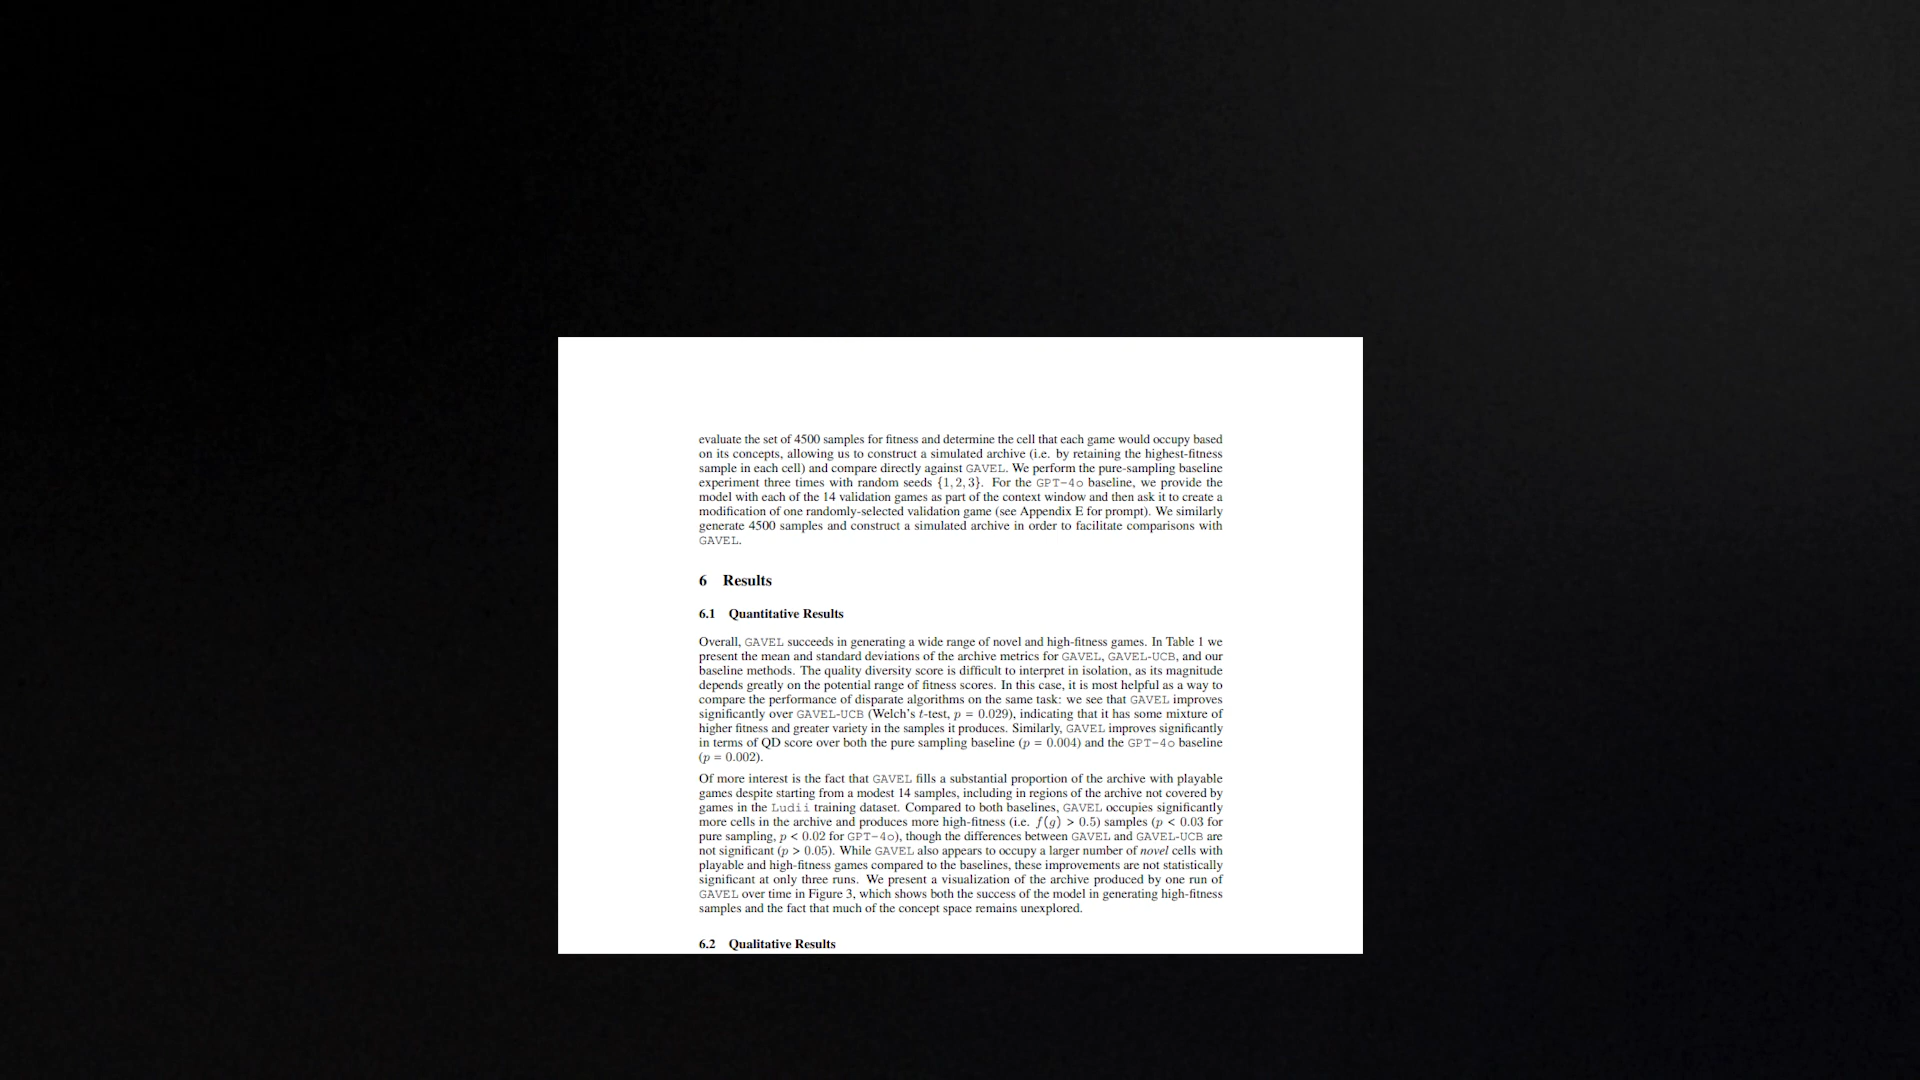 evaluate the set of 4500 samples for fitness and determine the cell that each game would occupy based
on its concepts, allowing us to construct a simulated archive (i.e. by retaining the highest-fitness
sample in each cell) and compare directly against GAVEL. We perform the pure-sampling baseline
experiment three times with random seeds {1, 2, 3}. For the GPT-4o baseline, we provide the
model with each of the 14 validation games as part of the context window and then ask it to create a
modification of one randomly-selected validation game (see Appendix E for prompt). We similarly
generate 4500 samples and construct a simulated archive in order to facilitate comparisons with
GAVEL.
6 Results
6.1 Quantitative Results
Overall, GAVEL succeeds in generating a wide range of novel and high-fitness games. In Table 1 we
present the mean and standard deviations of the archive metrics for GAVEL, GAVEL-UCB, and our
baseline methods. The quality diversity score is difficult to interpret in isolation, as its magnitude
depends greatly on the potential range of fitness scores. In this case, it is most helpful as a way to
compare the performance of disparate algorithms on the same task: we see that GAVEL improves
significantly over GAVEL-UCB (Welch's t-test, p = 0.029), indicating that it has some mixture of
higher fitness and greater variety in the samples it produces. Similarly, GAVEL improves significantly
in terms of QD score over both the pure sampling baseline (p = 0.004) and the GPT-4o baseline
(p = 0.002).
Of more interest is the fact that GAVEL fills a substantial proportion of the archive with playable
games despite starting from a modest 14 samples, including in regions of the archive not covered by
games in the Ludii training dataset. Compared to both baselines, GAVEL occupies significantly
more cells in the archive and produces more high-fitness (i.e. f(g) > 0.5) samples (p < 0.03 for
pure sampling, p < 0.02 for GPT-4o), though the differences between GAVEL and GAVEL-UCB are
not significant (p > 0.05). While GAVEL also appears to occupy a larger number of novel cells with
playable and high-fitness games compared to the baselines, these improvements are not statistically
significant at only three runs. We present a visualization of the archive produced by one run of
GAVEL over time in Figure 3, which shows both the success of the model in generating high-fitness
samples and the fact that much of the concept space remains unexplored.
6.2 Qualitative Results